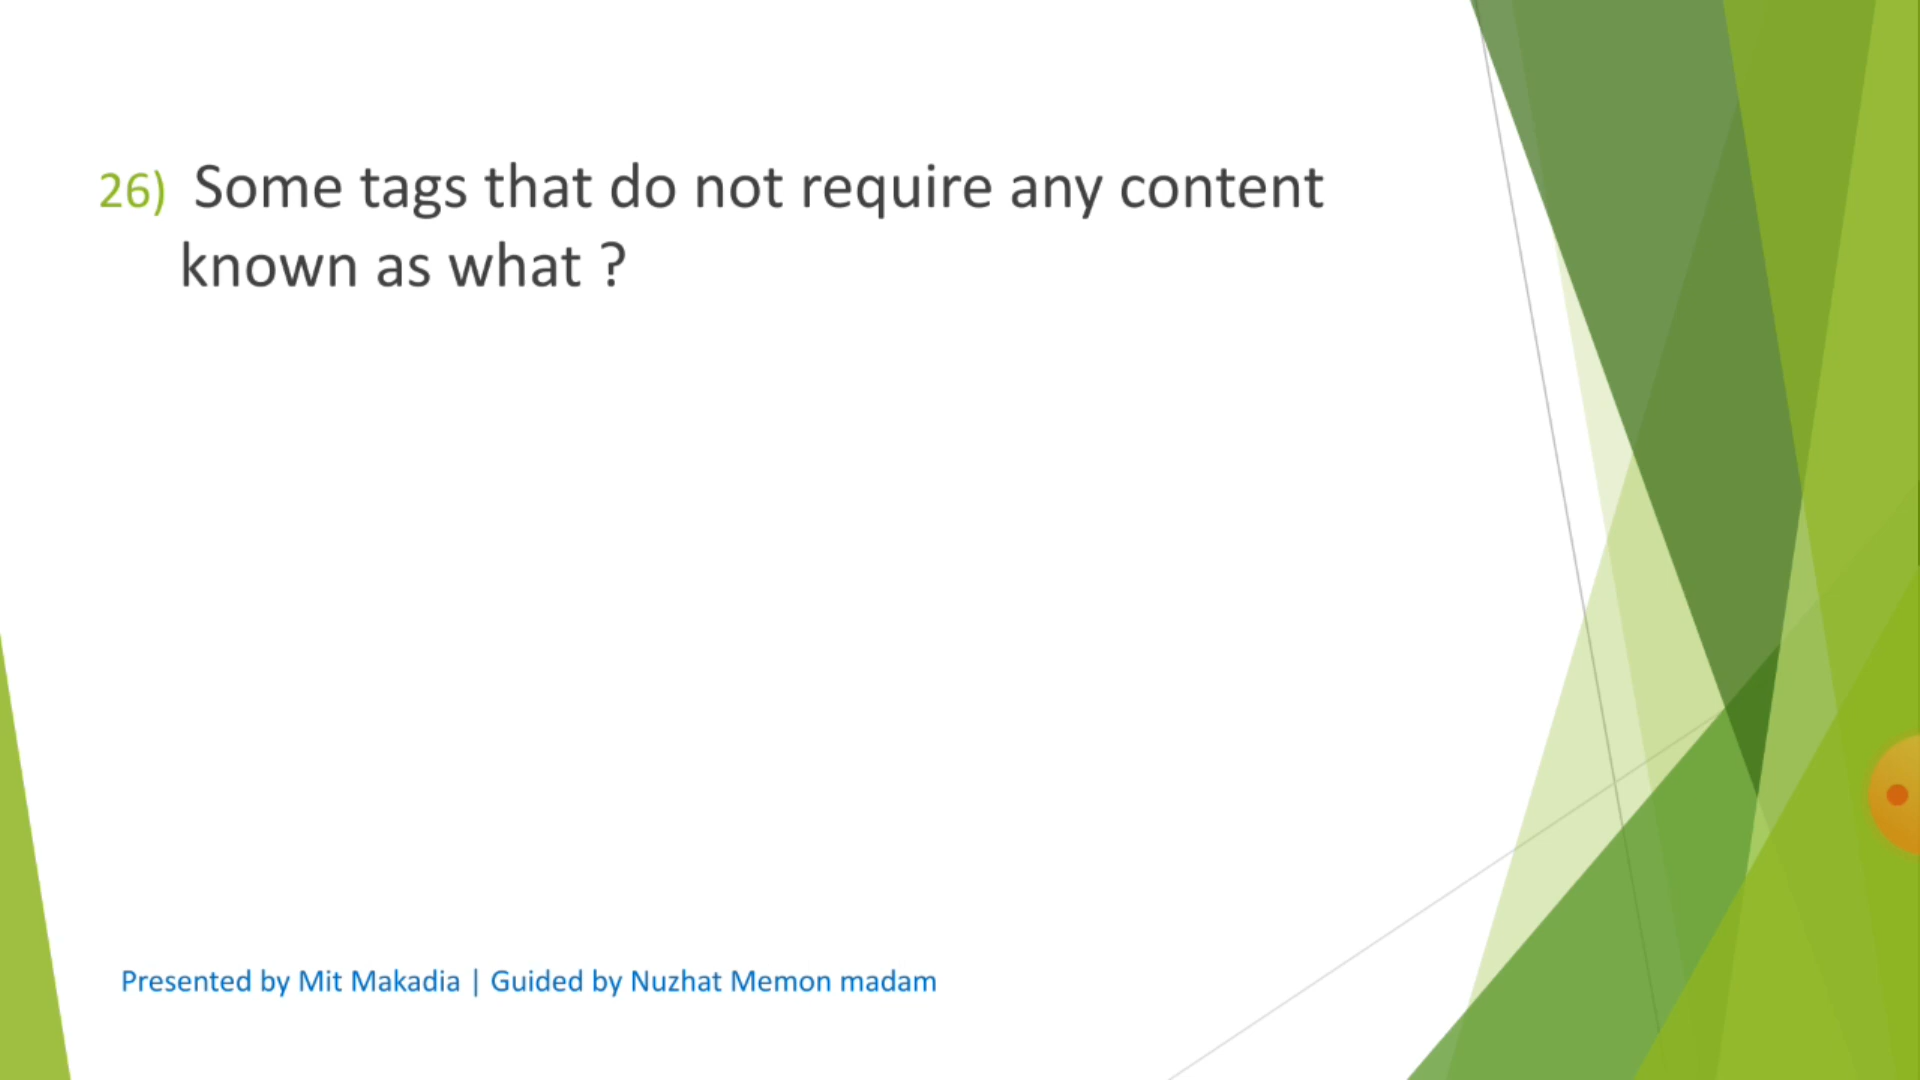 26) Some tags that do not require any content
known as what ?
Presented by Mit Makadia | Guided by Nuzhat Memon madam